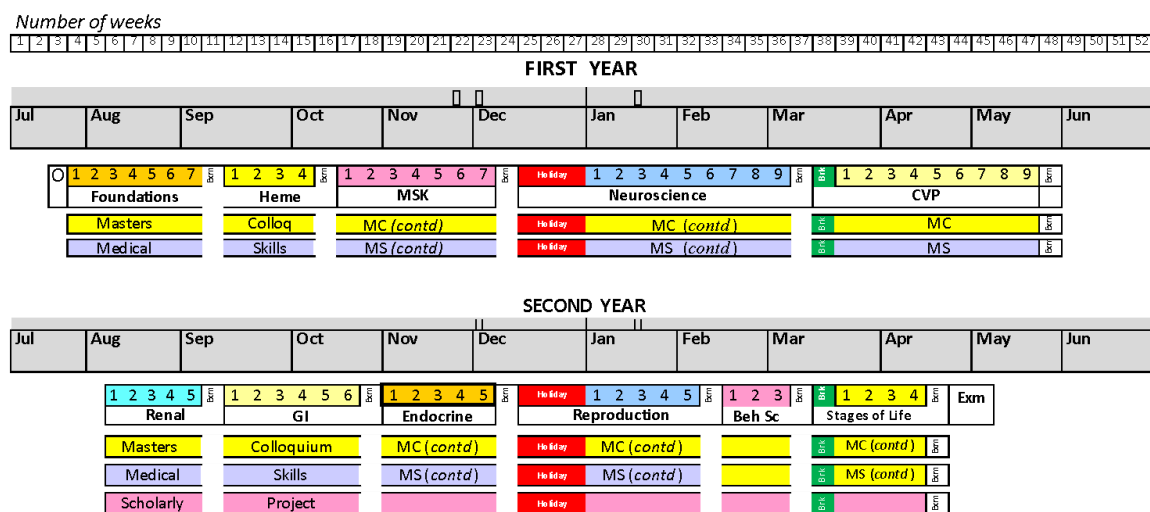 Number of weeks
1 2 3 4 5 6 7 8 9 10 11 12 13 14 15 16 17 18 19 20 21 22 23 24 25 26 27 28 29 30 31 32 33 34 35 36 37 38 39 40 41 42 43 44 45 46 47 48 49 50 51 52
FIRST YEAR
Jul Aug Sep Oct Nov Dec Jan Feb Mar Apr May Jun
O 1 2 3 4 5 6 7 Exm 1 2 3 4 Exm 1 2 3 4 5 6 7 Exm Holiday 1 2 3 4 5 6 7 8 9 Exm Brk 1 2 3 4 5 6 7 8 9 Exm
Foundations Heme MSK Neuroscience CVP
Masters Colloq MC (contd) Holiday MC (contd) Brk MC Exm
Medical Skills MS (contd) Holiday MS (contd) Brk MS Exm
SECOND YEAR
Jul Aug Sep Oct Nov Dec Jan Feb Mar Apr May Jun
1 2 3 4 5 Exm 1 2 3 4 5 6 Exm 1 2 3 4 5 Exm Holiday 1 2 3 4 5 Exm 1 2 3 Exm Brk 1 2 3 4 Exm Exm
Renal GI Endocrine Reproduction Beh Sc Stages of Life
Masters Colloquium MC (contd) Holiday MC (contd) Brk MC (contd) Exm
Medical Skills MS (contd) Holiday MS (contd) Brk MS (contd) Exm
Scholarly Project Holiday Brk Exm